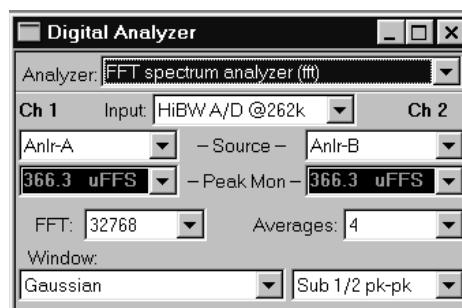 Digital Analyzer
Analyzer: FFT spectrum analyzer (fft)
Ch 1 Input: HiBW A/D @262k Ch 2
Anlr-A – Source – Anlr-B
366.3 uFFS – Peak Mon – 366.3 uFFS
FFT: 32768 Averages: 4
Window:
Gaussian Sub 1/2 pk-pk